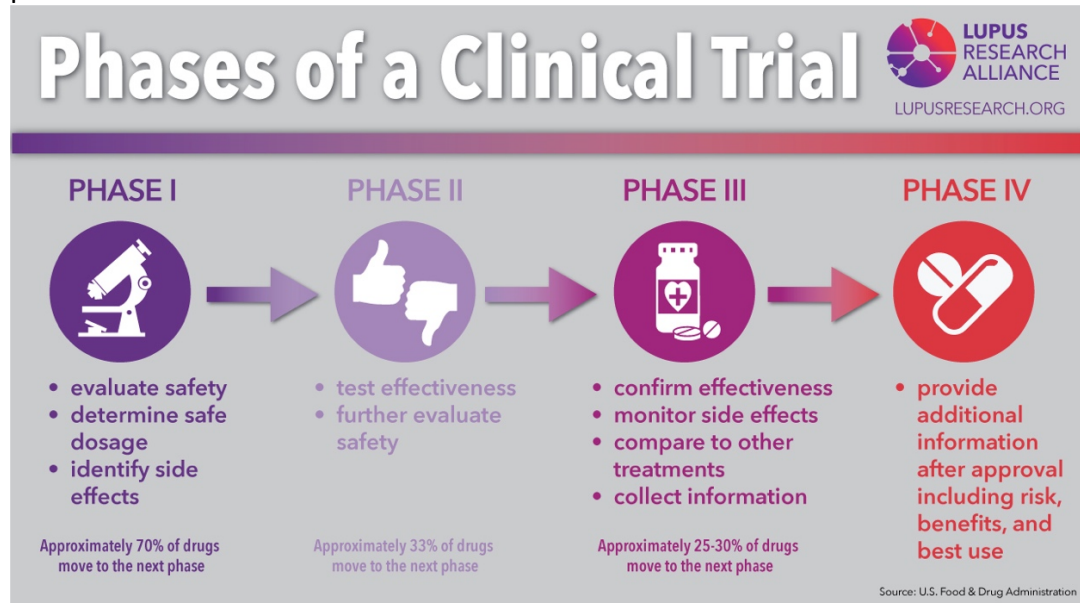 Phases of a Clinical Trial
LUPUS
RESEARCH
ALLIANCE
LUPUSRESEARCH.ORG
PHASE I
• evaluate safety
• determine safe
dosage
• identify side
effects
Approximately 70% of drugs
move to the next phase
PHASE II
• test effectiveness
• further evaluate
safety
Approximately 33% of drugs
move to the next phase
PHASE III
• confirm effectiveness
• monitor side effects
• compare to other
treatments
• collect information
Approximately 25-30% of drugs
move to the next phase
PHASE IV
• provide
additional
information
after approval
including risk,
benefits, and
best use
Source: U.S. Food & Drug Administration